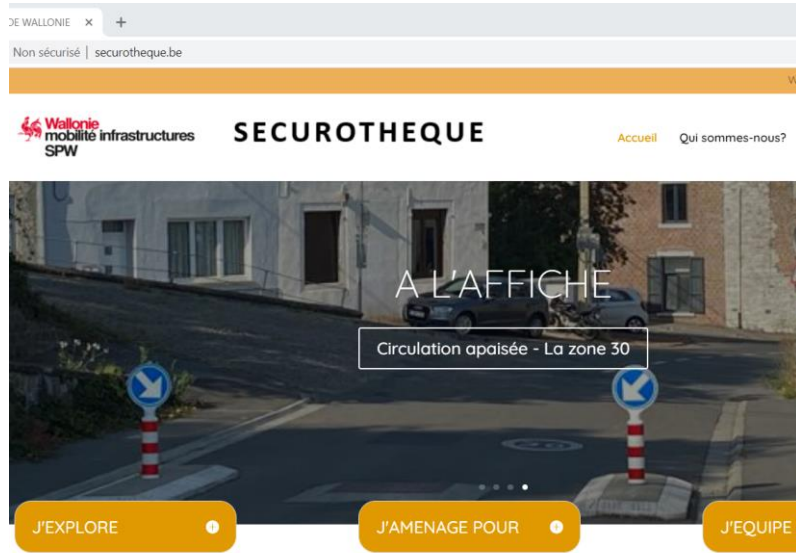 DE WALLONIE × +
Non sécurisé | securotheque.be
W
Wallonie
mobilité infrastructures
SPW
SECUROTHEQUE
Accueil Qui sommes-nous?
A L'AFFICHE
Circulation apaisée - La zone 30
J'EXPLORE
J'AMENAGE POUR
J'EQUIPE